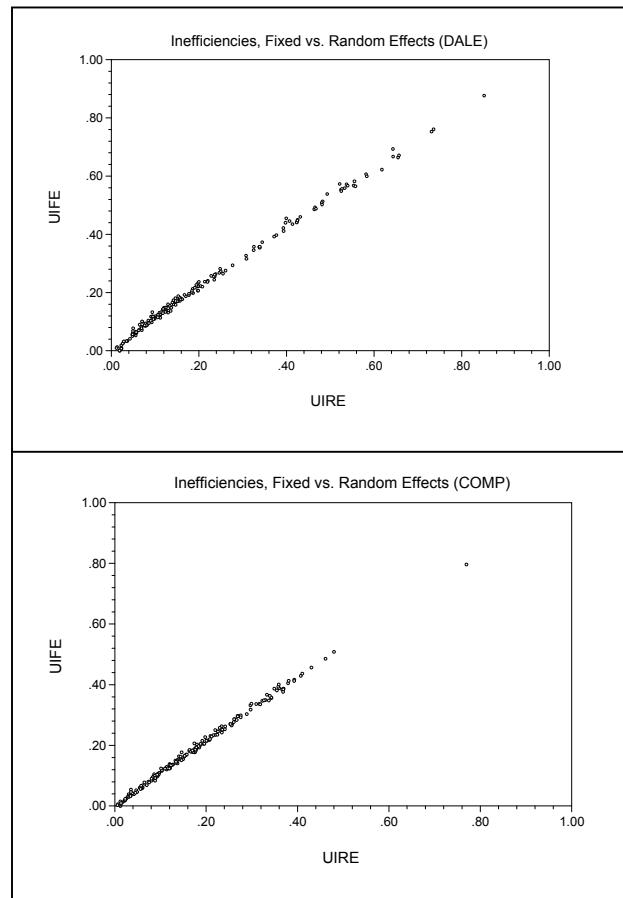 Inefficiencies, Fixed vs. Random Effects (DALE)
1.00
.80
.60
UIFE
.40
.20
.00
.00 .20 .40 .60 .80 1.00
UIRE
Inefficiencies, Fixed vs. Random Effects (COMP)
1.00
.80
.60
UIFE
.40
.20
.00
.00 .20 .40 .60 .80 1.00
UIRE